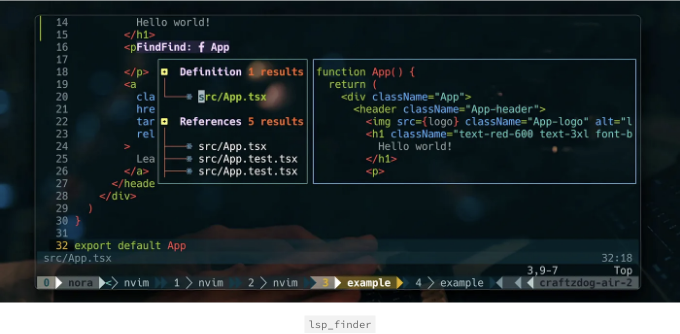 14 Hello world!
15 </h1>
16 <pFindFind: App
17
18 </p>
19 <a
20 cla
21 hre
22 tar
23 rel
24 >
25 Lea
26 </a>
27 </heade
28 </div>
29 )
30 }
31
32 export default App
Definition 1 results
src/App.tsx
References 5 results
src/App.tsx
src/App.test.tsx
src/App.test.tsx
function App() {
return (
<div className="App">
<header className="App-header">
<img src={logo} className="App-logo" alt="l
<h1 className="text-red-600 text-3xl font-b
Hello world!
</h1>
<p>
src/App.tsx 32:18
3,9-7 Top
0 nora <> nvim 1 > nvim 2 > nvim 3 example 4 > example craftzdog-air-2
lsp_finder